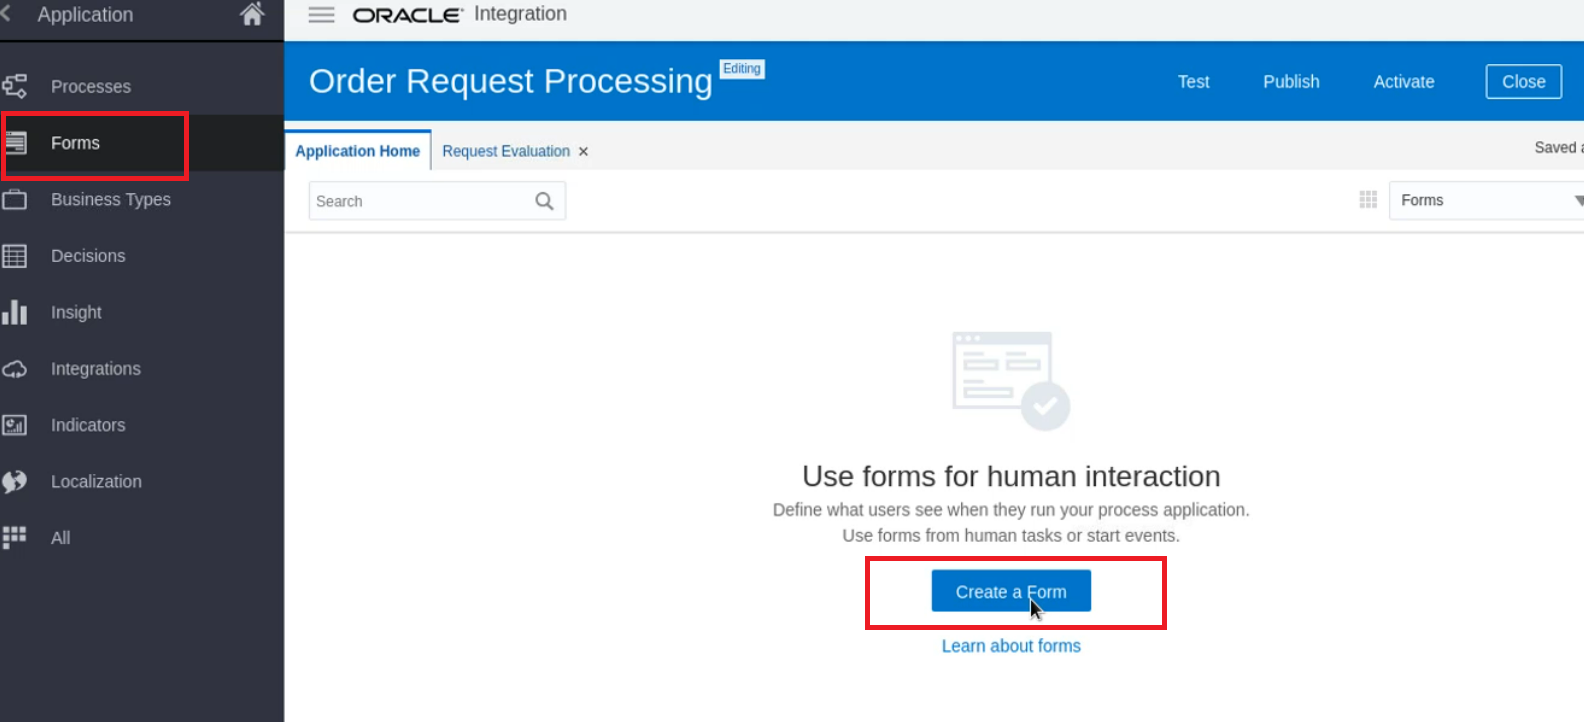 Application
ORACLE Integration
Order Request Processing Editing
Test Publish Activate Close
Processes
Forms
Business Types
Decisions
Insight
Integrations
Indicators
Localization
All
Application Home Request Evaluation ×
Saved
Search
Forms
Use forms for human interaction
Define what users see when they run your process application.
Use forms from human tasks or start events.
Create a Form
Learn about forms